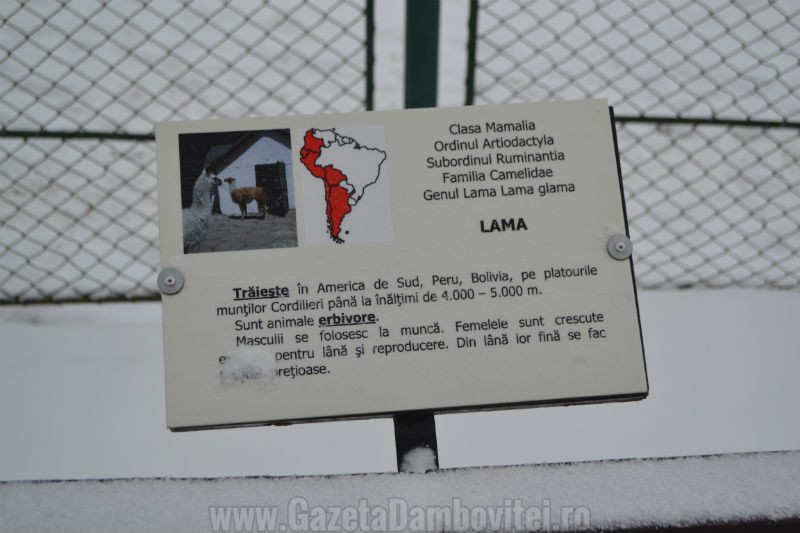 Clasa Mamalia
Ordinul Artiodactyla
Subordinul Ruminantia
Familia Camelidae
Genul Lama Lama glama
LAMA
Trăieşte în America de Sud, Peru, Bolivia, pe platourile
munţilor Cordilieri până la înălţimi de 4.000 – 5.000 m.
Sunt animale erbivore.
Masculii se folosesc la muncă. Femelele sunt crescute
pentru lână şi reproducere. Din lână lor fină se fac
preţioase.
www.GazetaDambovitei.ro